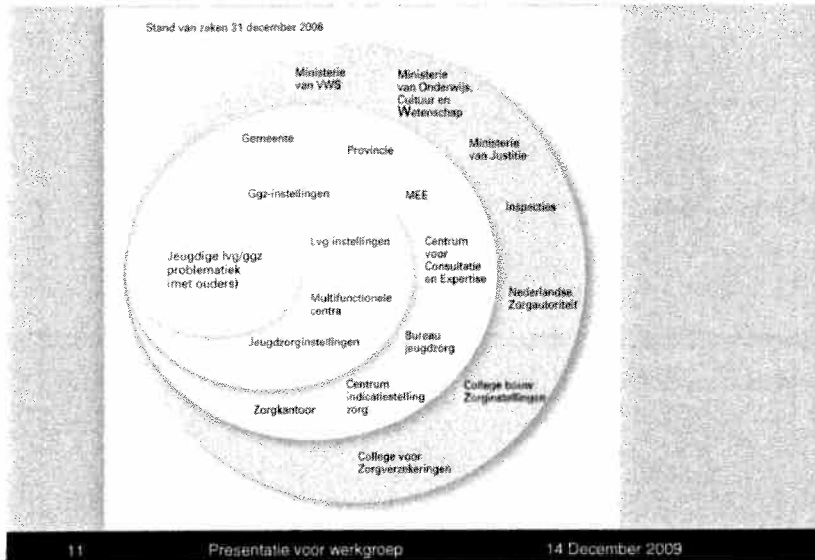 Stand van zaken 31 december 2006
Ministerie
van VWS
Ministerie
van Onderwijs,
Cultuur en
Wetenschap
Gemeente
Provincie
Ministerie
van Justitie
Ggz-instellingen
MEE
Inspecties
Jeugdige lvg/ggz
problematiek
(met ouders)
Lvg instellingen
Centrum
voor
Consultatie
en Expertise
Multifunctionele
centra
Nederlandse
Zorgautoriteit
Jeugdzorginstellingen
Bureau
jeugdzorg
Zorgkantoor
Centrum
indicatiestelling
zorg
College bouw
Zorginstellingen
College voor
Zorgverzekeringen
11 Presentatie voor werkgroep 14 December 2009